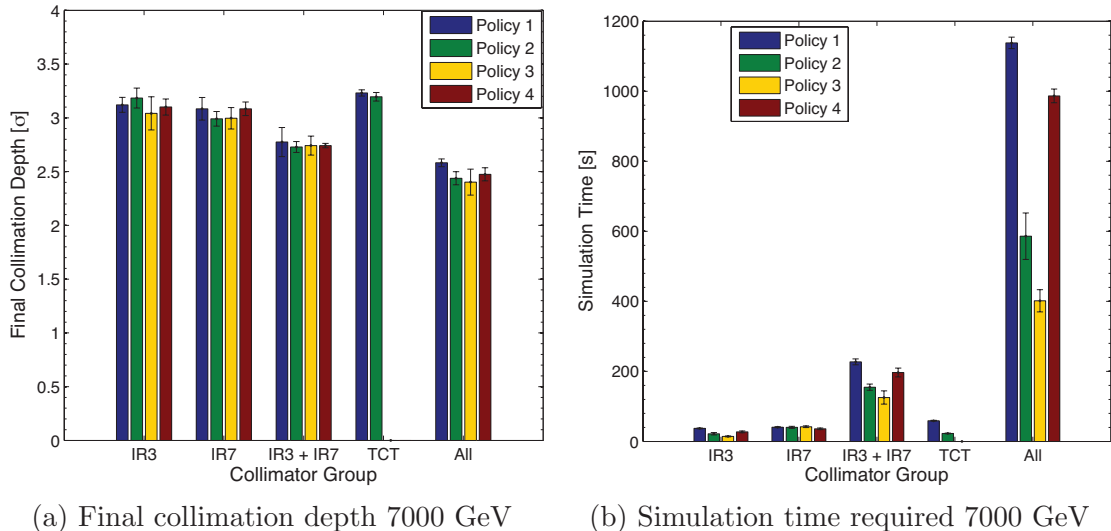 4
3.5
3
2.5
2
1.5
1
0.5
0
Final Collimation Depth [σ]
Policy 1
Policy 2
Policy 3
Policy 4
IR3 IR7 IR3 + IR7 TCT All
Collimator Group
(a) Final collimation depth 7000 GeV
1200
1000
800
600
400
200
0
Simulation Time [s]
Policy 1
Policy 2
Policy 3
Policy 4
IR3 IR7 IR3 + IR7 TCT All
Collimator Group
(b) Simulation time required 7000 GeV